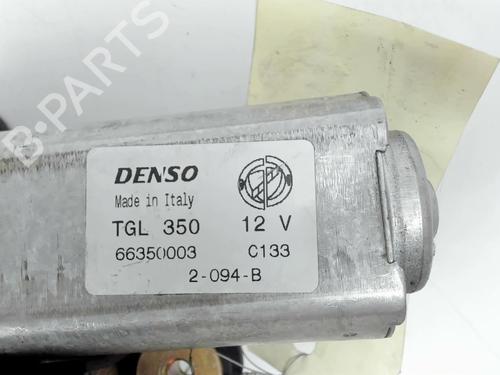 B-PARTS
DENSO
Made in Italy
TGL 350 12 V
66350003 C133
2-094-B